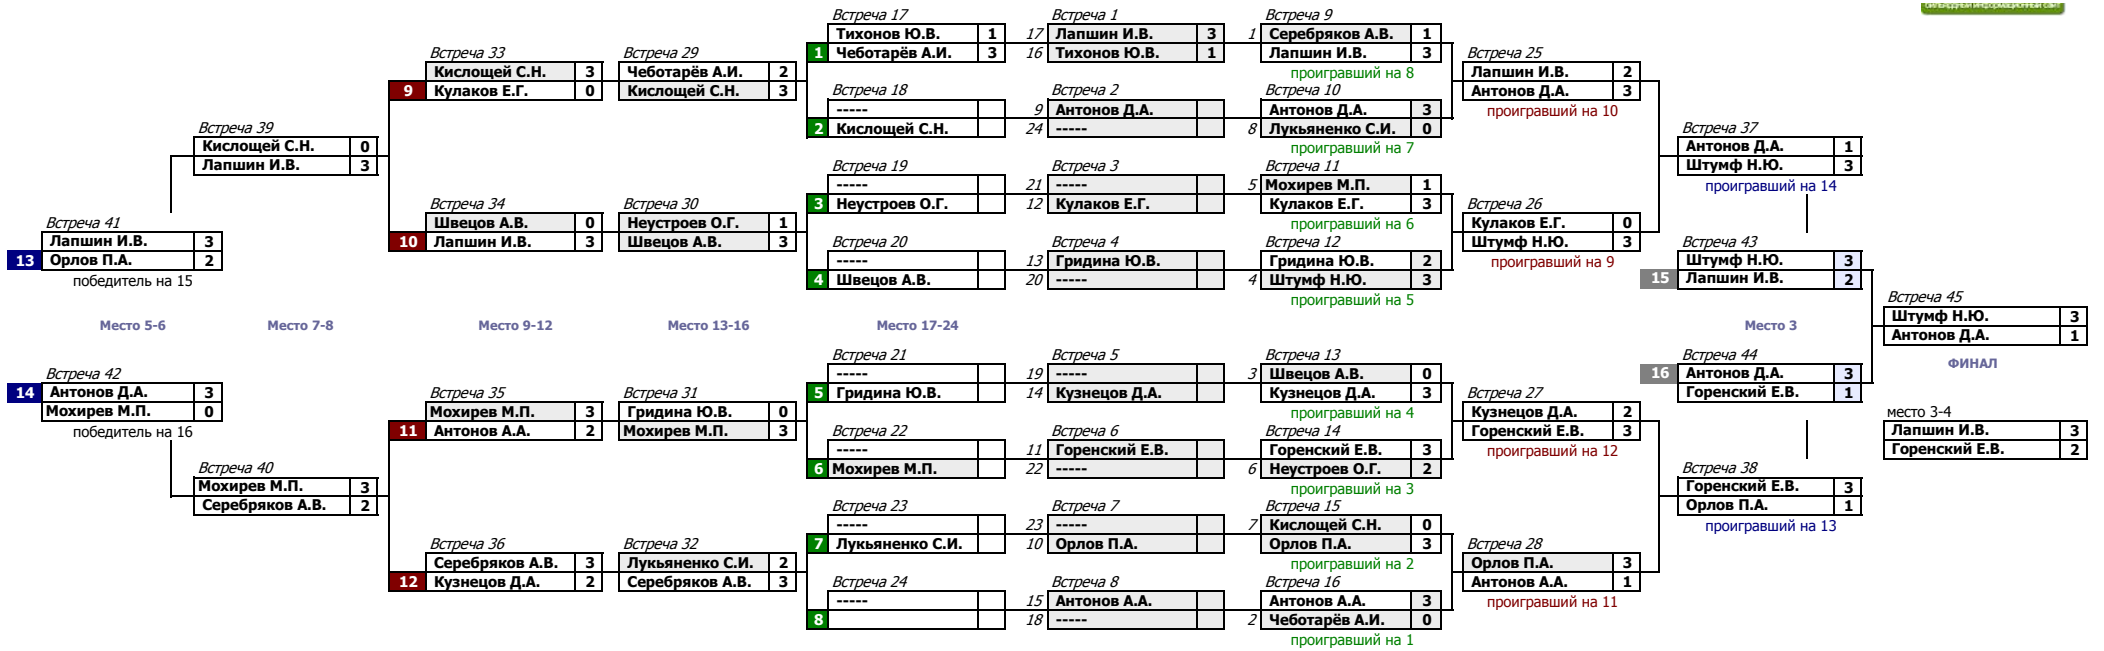 бильярдный информационный сайт
Встреча 17
Тихонов Ю.В. 1
1 Чеботарёв А.И. 3
Встреча 18
-----
2 Кислощей С.Н.
Встреча 19
-----
3 Неустроев О.Г.
Встреча 20
-----
4 Швецов А.В.
Встреча 1
17 Лапшин И.В. 3
16 Тихонов Ю.В. 1
Встреча 2
9 Антонов Д.А.
24 -----
Встреча 3
21 -----
12 Кулаков Е.Г.
Встреча 4
13 Гридина Ю.В.
20 -----
Встреча 9
1 Серебряков А.В. 1
Лапшин И.В. 3
проигравший на 8
Встреча 10
Антонов Д.А. 3
8 Лукьяненко С.И. 0
проигравший на 7
Встреча 11
5 Мохирев М.П. 1
Кулаков Е.Г. 3
проигравший на 6
Встреча 12
Гридина Ю.В. 2
4 Штумф Н.Ю. 3
проигравший на 5
Встреча 33
Кислощей С.Н. 3
9 Кулаков Е.Г. 0
Встреча 29
Чеботарёв А.И. 2
Кислощей С.Н. 3
Встреча 34
Швецов А.В. 0
10 Лапшин И.В. 3
Встреча 30
Неустроев О.Г. 1
Швецов А.В. 3
Встреча 25
Лапшин И.В. 2
Антонов Д.А. 3
проигравший на 10
Встреча 26
Кулаков Е.Г. 0
Штумф Н.Ю. 3
проигравший на 9
Встреча 39
Кислощей С.Н. 0
Лапшин И.В. 3
Встреча 41
Лапшин И.В. 3
13 Орлов П.А. 2
победитель на 15
Встреча 37
Антонов Д.А. 1
Штумф Н.Ю. 3
проигравший на 14
Встреча 43
Штумф Н.Ю. 3
15 Лапшин И.В. 2
Встреча 45
Штумф Н.Ю. 3
Антонов Д.А. 1
ФИНАЛ
Место 5-6 Место 7-8 Место 9-12 Место 13-16 Место 17-24 Место 3
Встреча 42
14 Антонов Д.А. 3
Мохирев М.П. 0
победитель на 16
Встреча 40
Мохирев М.П. 3
Серебряков А.В. 2
Встреча 35
Мохирев М.П. 3
11 Антонов А.А. 2
Встреча 31
Гридина Ю.В. 0
Мохирев М.П. 3
Встреча 36
Серебряков А.В. 3
12 Кузнецов Д.А. 2
Встреча 32
Лукьяненко С.И. 2
Серебряков А.В. 3
Встреча 21
-----
5 Гридина Ю.В.
Встреча 22
-----
6 Мохирев М.П.
Встреча 23
-----
7 Лукьяненко С.И.
Встреча 24
-----
8
Встреча 5
19 -----
14 Кузнецов Д.А.
Встреча 6
11 Горенский Е.В.
22 -----
Встреча 7
23 -----
10 Орлов П.А.
Встреча 8
15 Антонов А.А.
18 -----
Встреча 13
3 Швецов А.В. 0
Кузнецов Д.А. 3
проигравший на 4
Встреча 14
Горенский Е.В. 3
6 Неустроев О.Г. 2
проигравший на 3
Встреча 15
7 Кислощей С.Н. 0
Орлов П.А. 3
проигравший на 2
Встреча 16
Антонов А.А. 3
2 Чеботарёв А.И. 0
проигравший на 1
Встреча 27
Кузнецов Д.А. 2
Горенский Е.В. 3
проигравший на 12
Встреча 28
Орлов П.А. 3
Антонов А.А. 1
проигравший на 11
Встреча 44
16 Антонов Д.А. 3
Горенский Е.В. 1
Встреча 38
Горенский Е.В. 3
Орлов П.А. 1
проигравший на 13
место 3-4
Лапшин И.В. 3
Горенский Е.В. 2